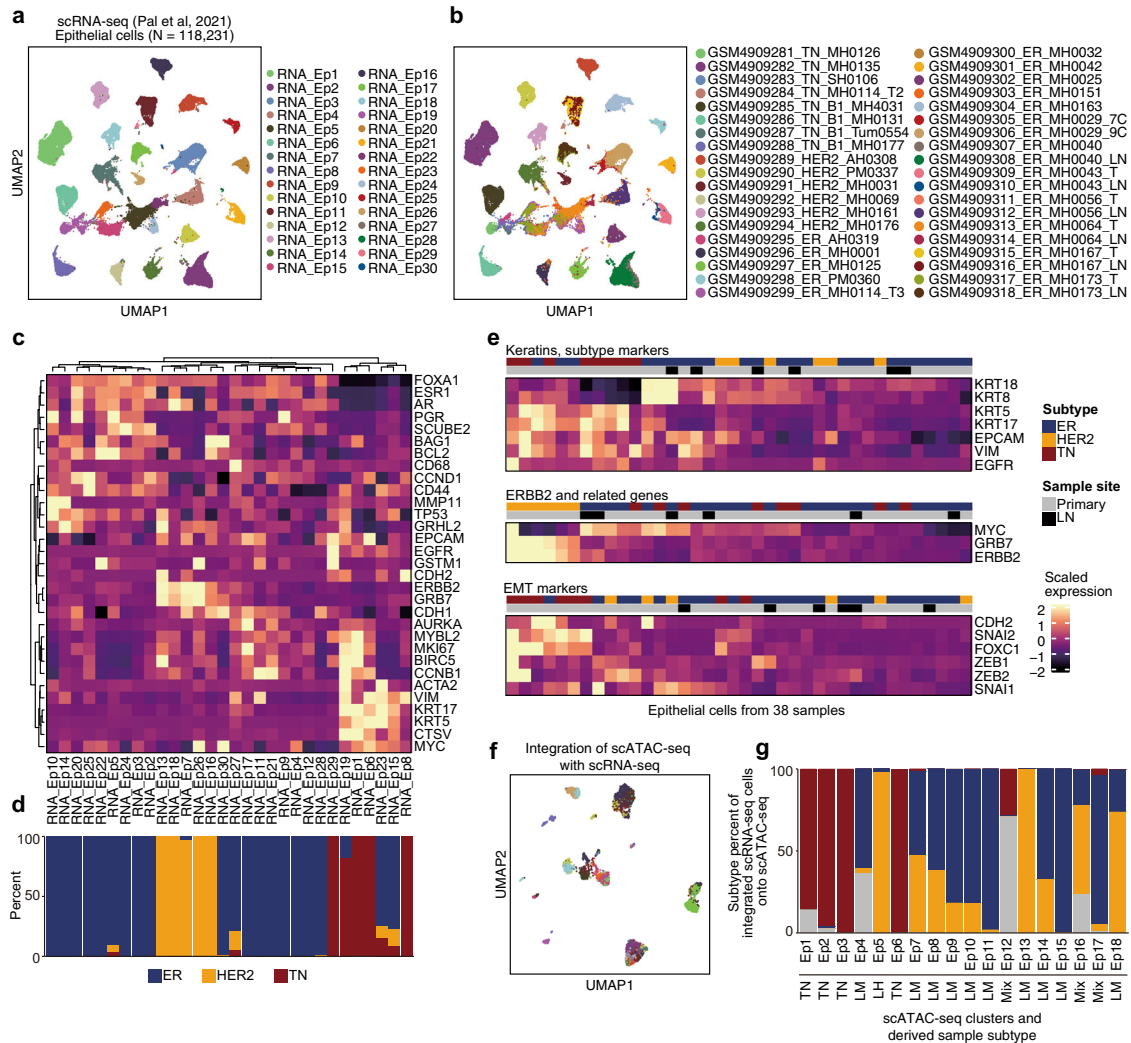 a
scRNA-seq (Pal et al, 2021)
Epithelial cells (N = 118,231)
UMAP2
UMAP1
RNA_Ep1
RNA_Ep2
RNA_Ep3
RNA_Ep4
RNA_Ep5
RNA_Ep6
RNA_Ep7
RNA_Ep8
RNA_Ep9
RNA_Ep10
RNA_Ep11
RNA_Ep12
RNA_Ep13
RNA_Ep14
RNA_Ep15
RNA_Ep16
RNA_Ep17
RNA_Ep18
RNA_Ep19
RNA_Ep20
RNA_Ep21
RNA_Ep22
RNA_Ep23
RNA_Ep24
RNA_Ep25
RNA_Ep26
RNA_Ep27
RNA_Ep28
RNA_Ep29
RNA_Ep30
b
UMAP1
GSM4909281_TN_MH0126
GSM4909282_TN_MH0135
GSM4909283_TN_SH0106
GSM4909284_TN_MH0114_T2
GSM4909285_TN_B1_MH4031
GSM4909286_TN_B1_MH0131
GSM4909287_TN_B1_Tum0554
GSM4909288_TN_B1_MH0177
GSM4909289_HER2_AH0308
GSM4909290_HER2_PM0337
GSM4909291_HER2_MH0031
GSM4909292_HER2_MH0069
GSM4909293_HER2_MH0161
GSM4909294_HER2_MH0176
GSM4909295_ER_AH0319
GSM4909296_ER_MH0001
GSM4909297_ER_MH0125
GSM4909298_ER_PM0360
GSM4909299_ER_MH0114_T3
GSM4909300_ER_MH0032
GSM4909301_ER_MH0042
GSM4909302_ER_MH0025
GSM4909303_ER_MH0151
GSM4909304_ER_MH0163
GSM4909305_ER_MH0029_7C
GSM4909306_ER_MH0029_9C
GSM4909307_ER_MH0040
GSM4909308_ER_MH0040_LN
GSM4909309_ER_MH0043_T
GSM4909310_ER_MH0043_LN
GSM4909311_ER_MH0056_T
GSM4909312_ER_MH0056_LN
GSM4909313_ER_MH0064_T
GSM4909314_ER_MH0064_LN
GSM4909315_ER_MH0167_T
GSM4909316_ER_MH0167_LN
GSM4909317_ER_MH0173_T
GSM4909318_ER_MH0173_LN
c
FOXA1
ESR1
AR
PGR
SCUBE2
BAG1
BCL2
CD68
CCND1
CD44
MMP11
TP53
GRHL2
EPCAM
EGFR
GSTM1
CDH2
ERBB2
GRB7
CDH1
AURKA
MYBL2
MKI67
BIRC5
CCNB1
ACTA2
VIM
KRT17
KRT5
CTSV
MYC
RNA_Ep10
RNA_Ep14
RNA_Ep20
RNA_Ep25
RNA_Ep22
RNA_Ep5
RNA_Ep24
RNA_Ep3
RNA_Ep2
RNA_Ep13
RNA_Ep18
RNA_Ep7
RNA_Ep26
RNA_Ep16
RNA_Ep30
RNA_Ep27
RNA_Ep17
RNA_Ep11
RNA_Ep21
RNA_Ep9
RNA_Ep4
RNA_Ep12
RNA_Ep28
RNA_Ep29
RNA_Ep19
RNA_Ep1
RNA_Ep6
RNA_Ep23
RNA_Ep15
RNA_Ep8
d
Percent
100
50
0
ER
HER2
TN
e
Keratins, subtype markers
KRT18
KRT8
KRT5
KRT17
EPCAM
VIM
EGFR
ERBB2 and related genes
MYC
GRB7
ERBB2
EMT markers
CDH2
SNAI2
FOXC1
ZEB1
ZEB2
SNAI1
Epithelial cells from 38 samples
Subtype
ER
HER2
TN
Sample site
Primary
LN
Scaled
expression
2
1
0
−1
−2
f
Integration of scATAC-seq
with scRNA-seq
UMAP2
UMAP1
g
Subtype percent of
integrated scRNA-seq cells
onto scATAC-seq
100
50
0
Ep1
Ep2
Ep3
Ep4
Ep5
Ep6
Ep7
Ep8
Ep9
Ep10
Ep11
Ep12
Ep13
Ep14
Ep15
Ep16
Ep17
Ep18
TN
TN
TN
LM
LH
TN
LM
LM
LM
LM
LM
Mix
LM
LM
LM
Mix
Mix
LM
scATAC-seq clusters and
derived sample subtype